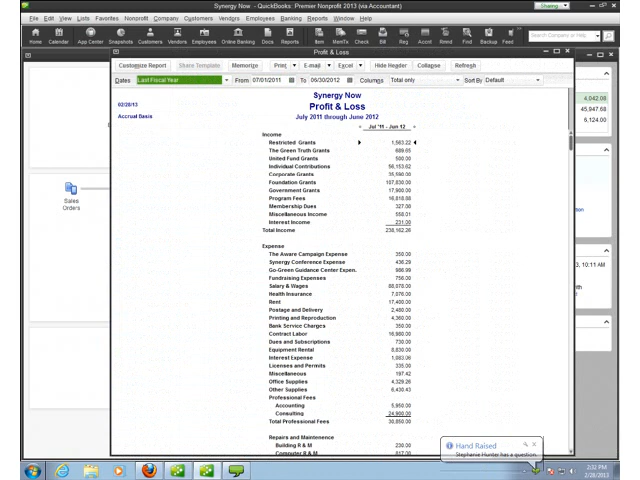 Synergy Now - QuickBooks: Premier Nonprofit 2013 (via Accountant)
Sharing
File Edit View Lists Favorites Nonprofit Company Customers Vendors Employees Banking Reports Window Help
Home Calendar App Center Snapshots Customers Vendors Employees Online Banking Docs Reports Item MemTx Check Bill Reg Accnt Rmnd Find Backup Feed
Search Company or Help
Profit & Loss
Customize Report Share Template Memorize Print E-mail Excel Hide Header Collapse Refresh
Dates Last Fiscal Year From 07/01/2011 To 06/30/2012 Columns Total only Sort By Default
Synergy Now
02/28/13
Profit & Loss
Accrual Basis
July 2011 through June 2012
Jul '11 - Jun 12
Income
Restricted Grants 1,563.22
The Green Truth Grants 689.65
United Fund Grants 500.00
Individual Contributions 56,153.62
Corporate Grants 35,590.00
Foundation Grants 107,830.00
Government Grants 17,900.00
Program Fees 16,818.88
Membership Dues 327.00
Miscellaneous Income 558.01
Interest Income 231.00
Total Income 238,162.26
Expense
The Aware Campaign Expense 350.00
Synergy Conference Expense 436.29
Go-Green Guidance Center Expen. 986.99
Fundraising Expenses 756.00
Salary & Wages 88,078.00
Health Insurance 7,076.00
Rent 17,400.00
Postage and Delivery 2,480.00
Printing and Reproduction 4,360.00
Bank Service Charges 350.00
Contract Labor 16,980.00
Dues and Subscriptions 730.00
Equipment Rental 8,830.00
Interest Expense 1,083.06
Licenses and Permits 335.00
Miscellaneous 197.42
Office Supplies 4,329.26
Other Supplies 6,430.43
Professional Fees
Accounting 5,950.00
Consulting 24,900.00
Total Professional Fees 30,850.00
Repairs and Maintenence
Building R & M 230.00
Computer R & M 817.00
Sales
Orders
4,042.08
45,947.68
6,124.00
tion
3, 10:11 AM
Hand Raised
Stephanie Hunter has a question.
2:32 PM
2/28/2013